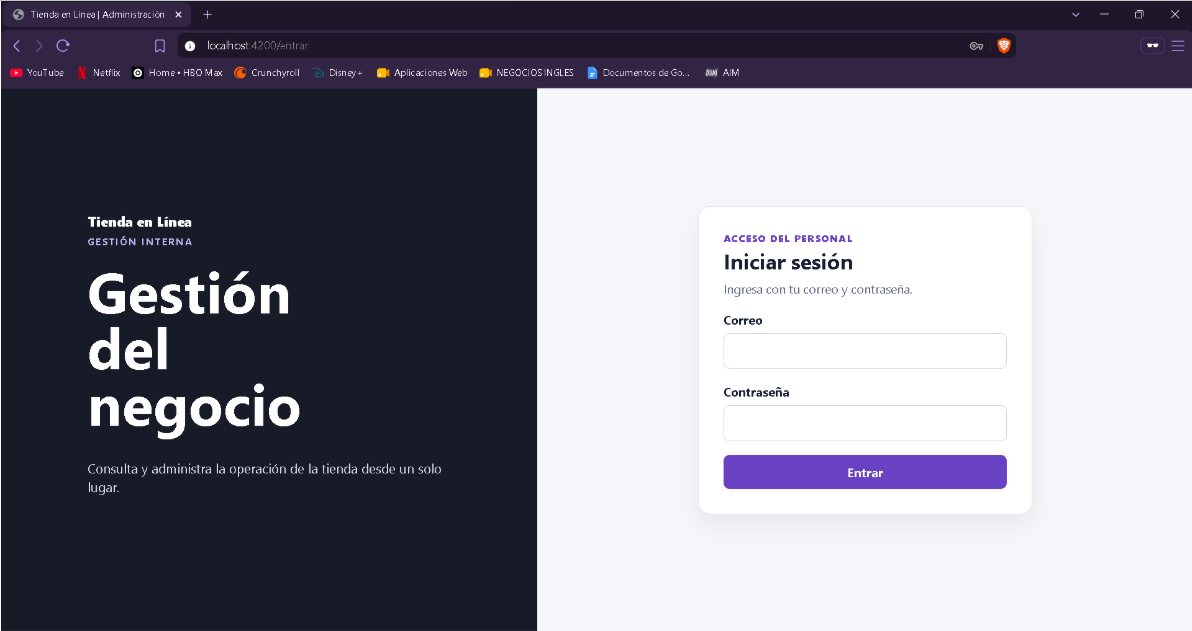 Tienda en Línea | Administración
localhost:4200/entrar
YouTube
Netflix
Home • HBO Max
Crunchyroll
Disney+
Aplicaciones Web
NEGOCIOS INGLES
Documentos de Go...
AIM
Tienda en Línea
GESTIÓN INTERNA
Gestión
del
negocio
Consulta y administra la operación de la tienda desde un solo
lugar.
ACCESO DEL PERSONAL
Iniciar sesión
Ingresa con tu correo y contraseña.
Correo
Contraseña
Entrar